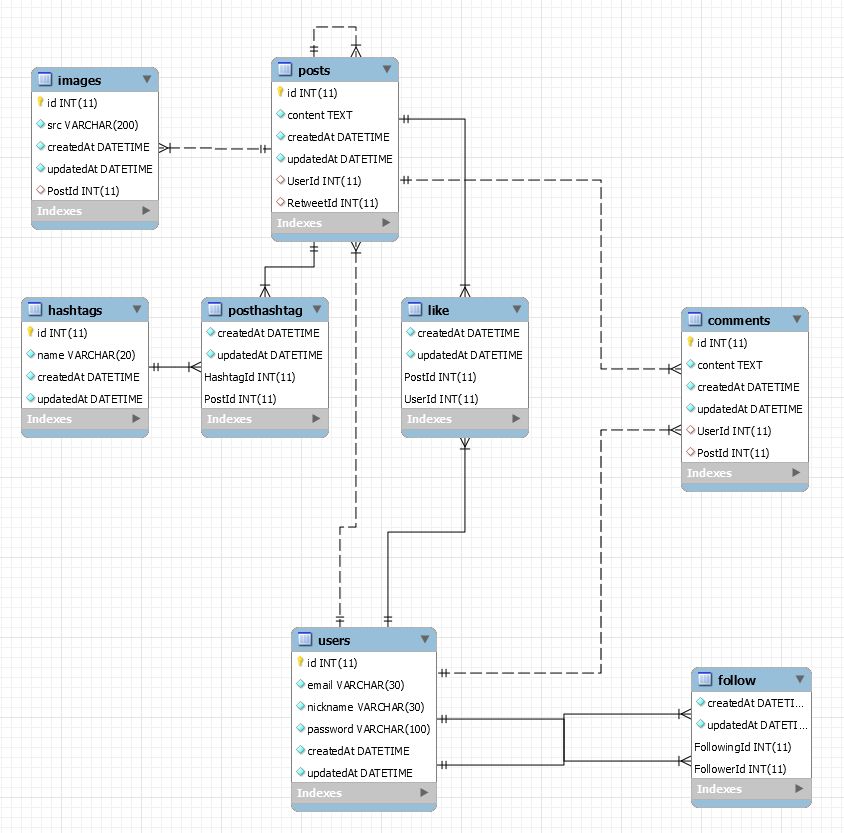 images
id INT(11)
src VARCHAR(200)
createdAt DATETIME
updatedAt DATETIME
PostId INT(11)
Indexes
posts
id INT(11)
content TEXT
createdAt DATETIME
updatedAt DATETIME
UserId INT(11)
RetweetId INT(11)
Indexes
hashtags
id INT(11)
name VARCHAR(20)
createdAt DATETIME
updatedAt DATETIME
Indexes
posthashtag
createdAt DATETIME
updatedAt DATETIME
HashtagId INT(11)
PostId INT(11)
Indexes
like
createdAt DATETIME
updatedAt DATETIME
PostId INT(11)
UserId INT(11)
Indexes
comments
id INT(11)
content TEXT
createdAt DATETIME
updatedAt DATETIME
UserId INT(11)
PostId INT(11)
Indexes
users
id INT(11)
email VARCHAR(30)
nickname VARCHAR(30)
password VARCHAR(100)
createdAt DATETIME
updatedAt DATETIME
Indexes
follow
createdAt DATETI...
updatedAt DATETI...
FollowingId INT(11)
FollowerId INT(11)
Indexes